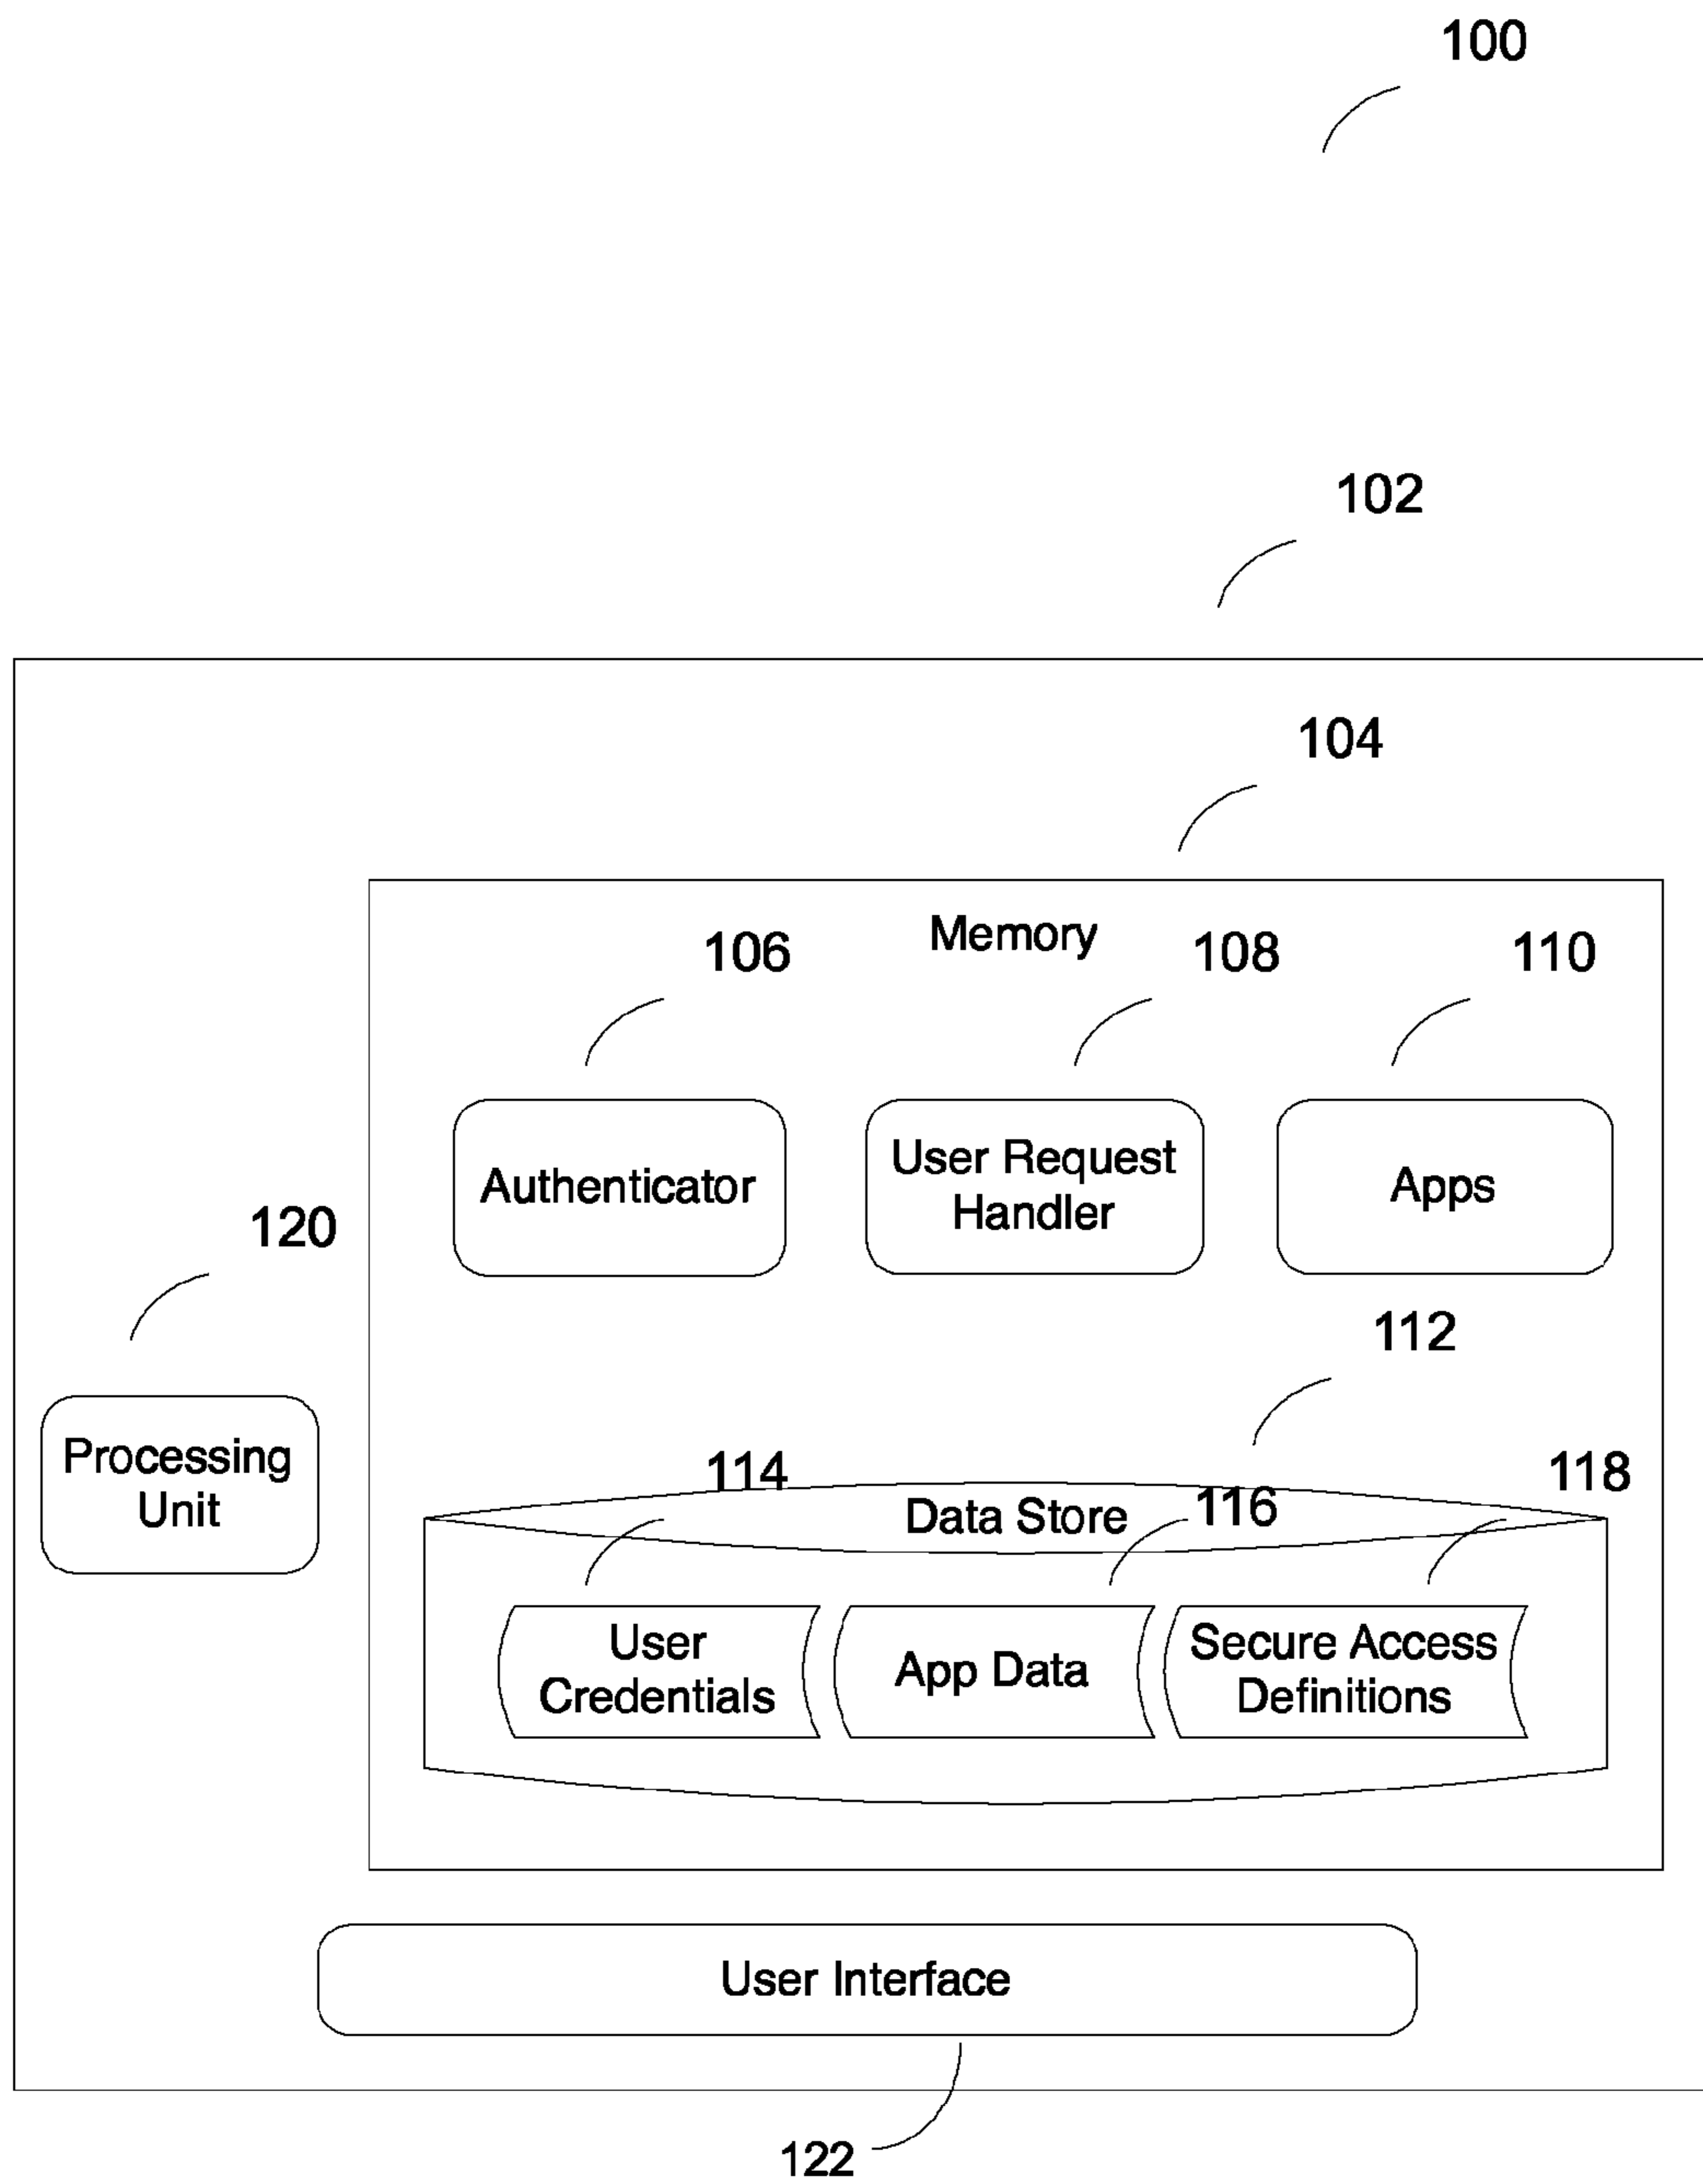 100
102
104
Memory
106
108
110
Authenticator
User Request
Handler
Apps
120
112
Processing
Unit
114
116
118
Data Store
User
Credentials
App Data
Secure Access
Definitions
User Interface
122